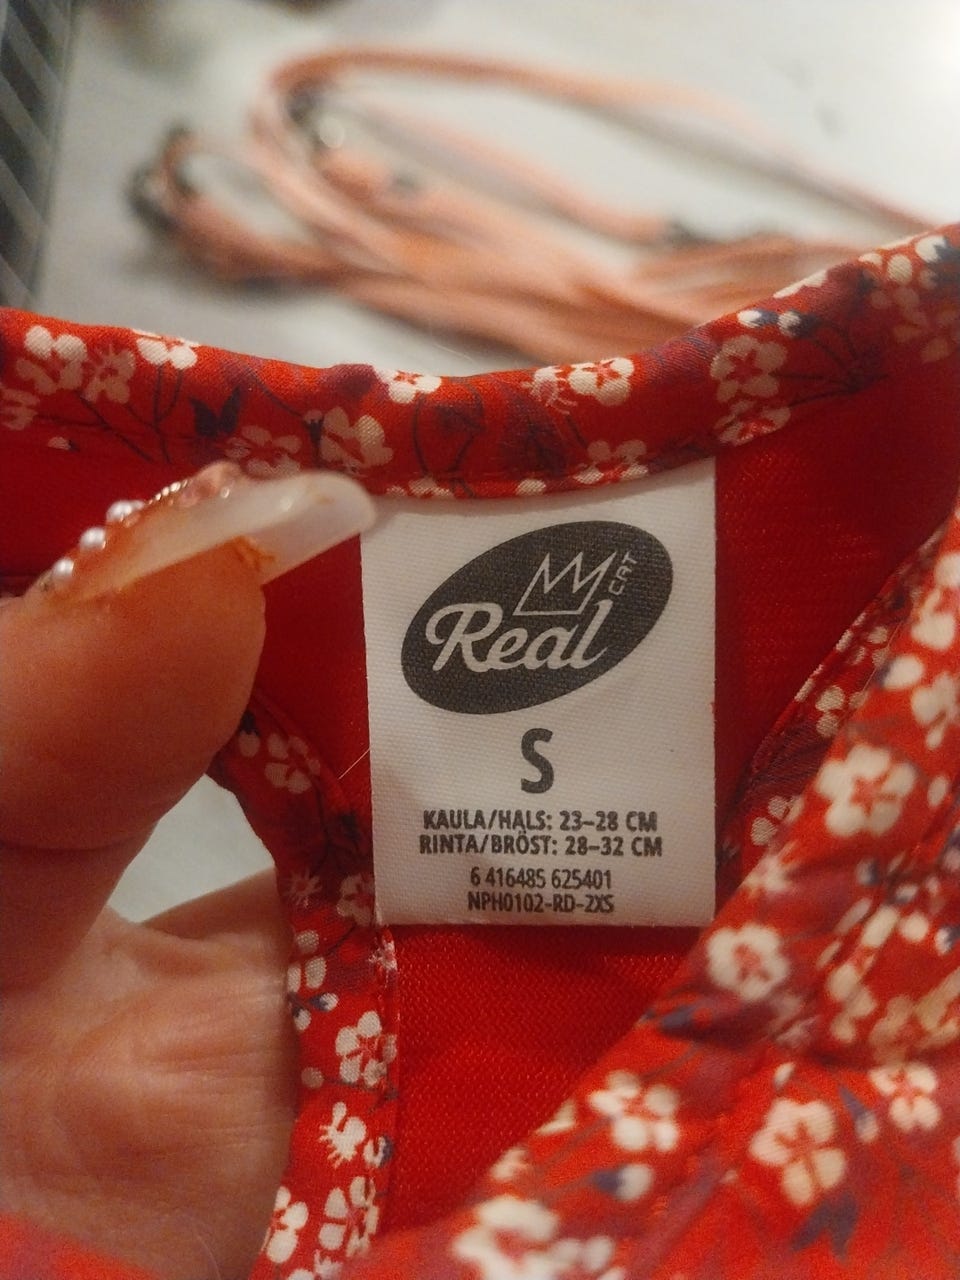 Real CAT
S
KAULA/HALS: 23–28 CM
RINTA/BRÖST: 28–32 CM
6 416485 625401
NPH0102-RD-2XS